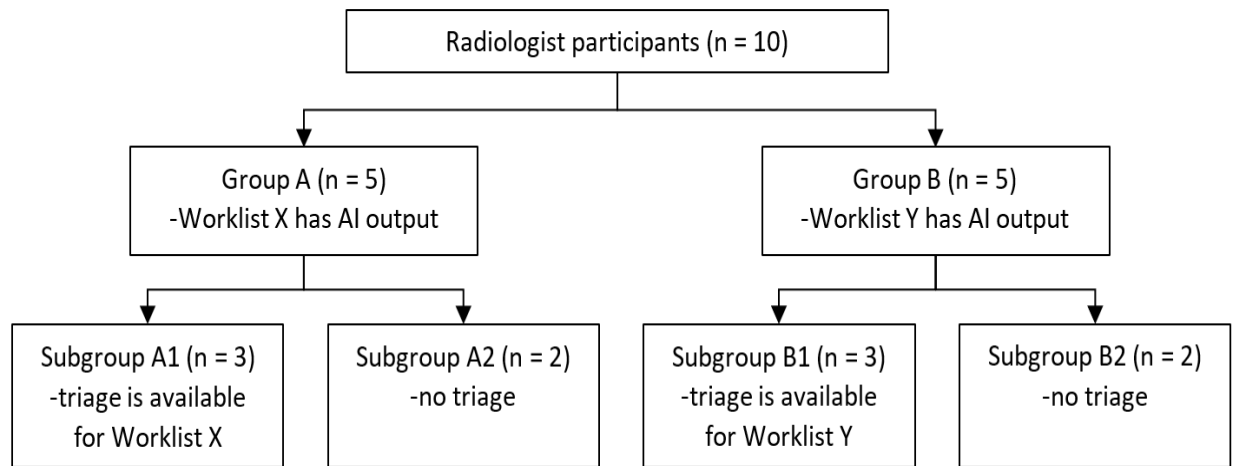 Radiologist participants (n = 10)
Group A (n = 5)
-Worklist X has AI output
Group B (n = 5)
-Worklist Y has AI output
Subgroup A1 (n = 3)
-triage is available
for Worklist X
Subgroup A2 (n = 2)
-no triage
Subgroup B1 (n = 3)
-triage is available
for Worklist Y
Subgroup B2 (n = 2)
-no triage